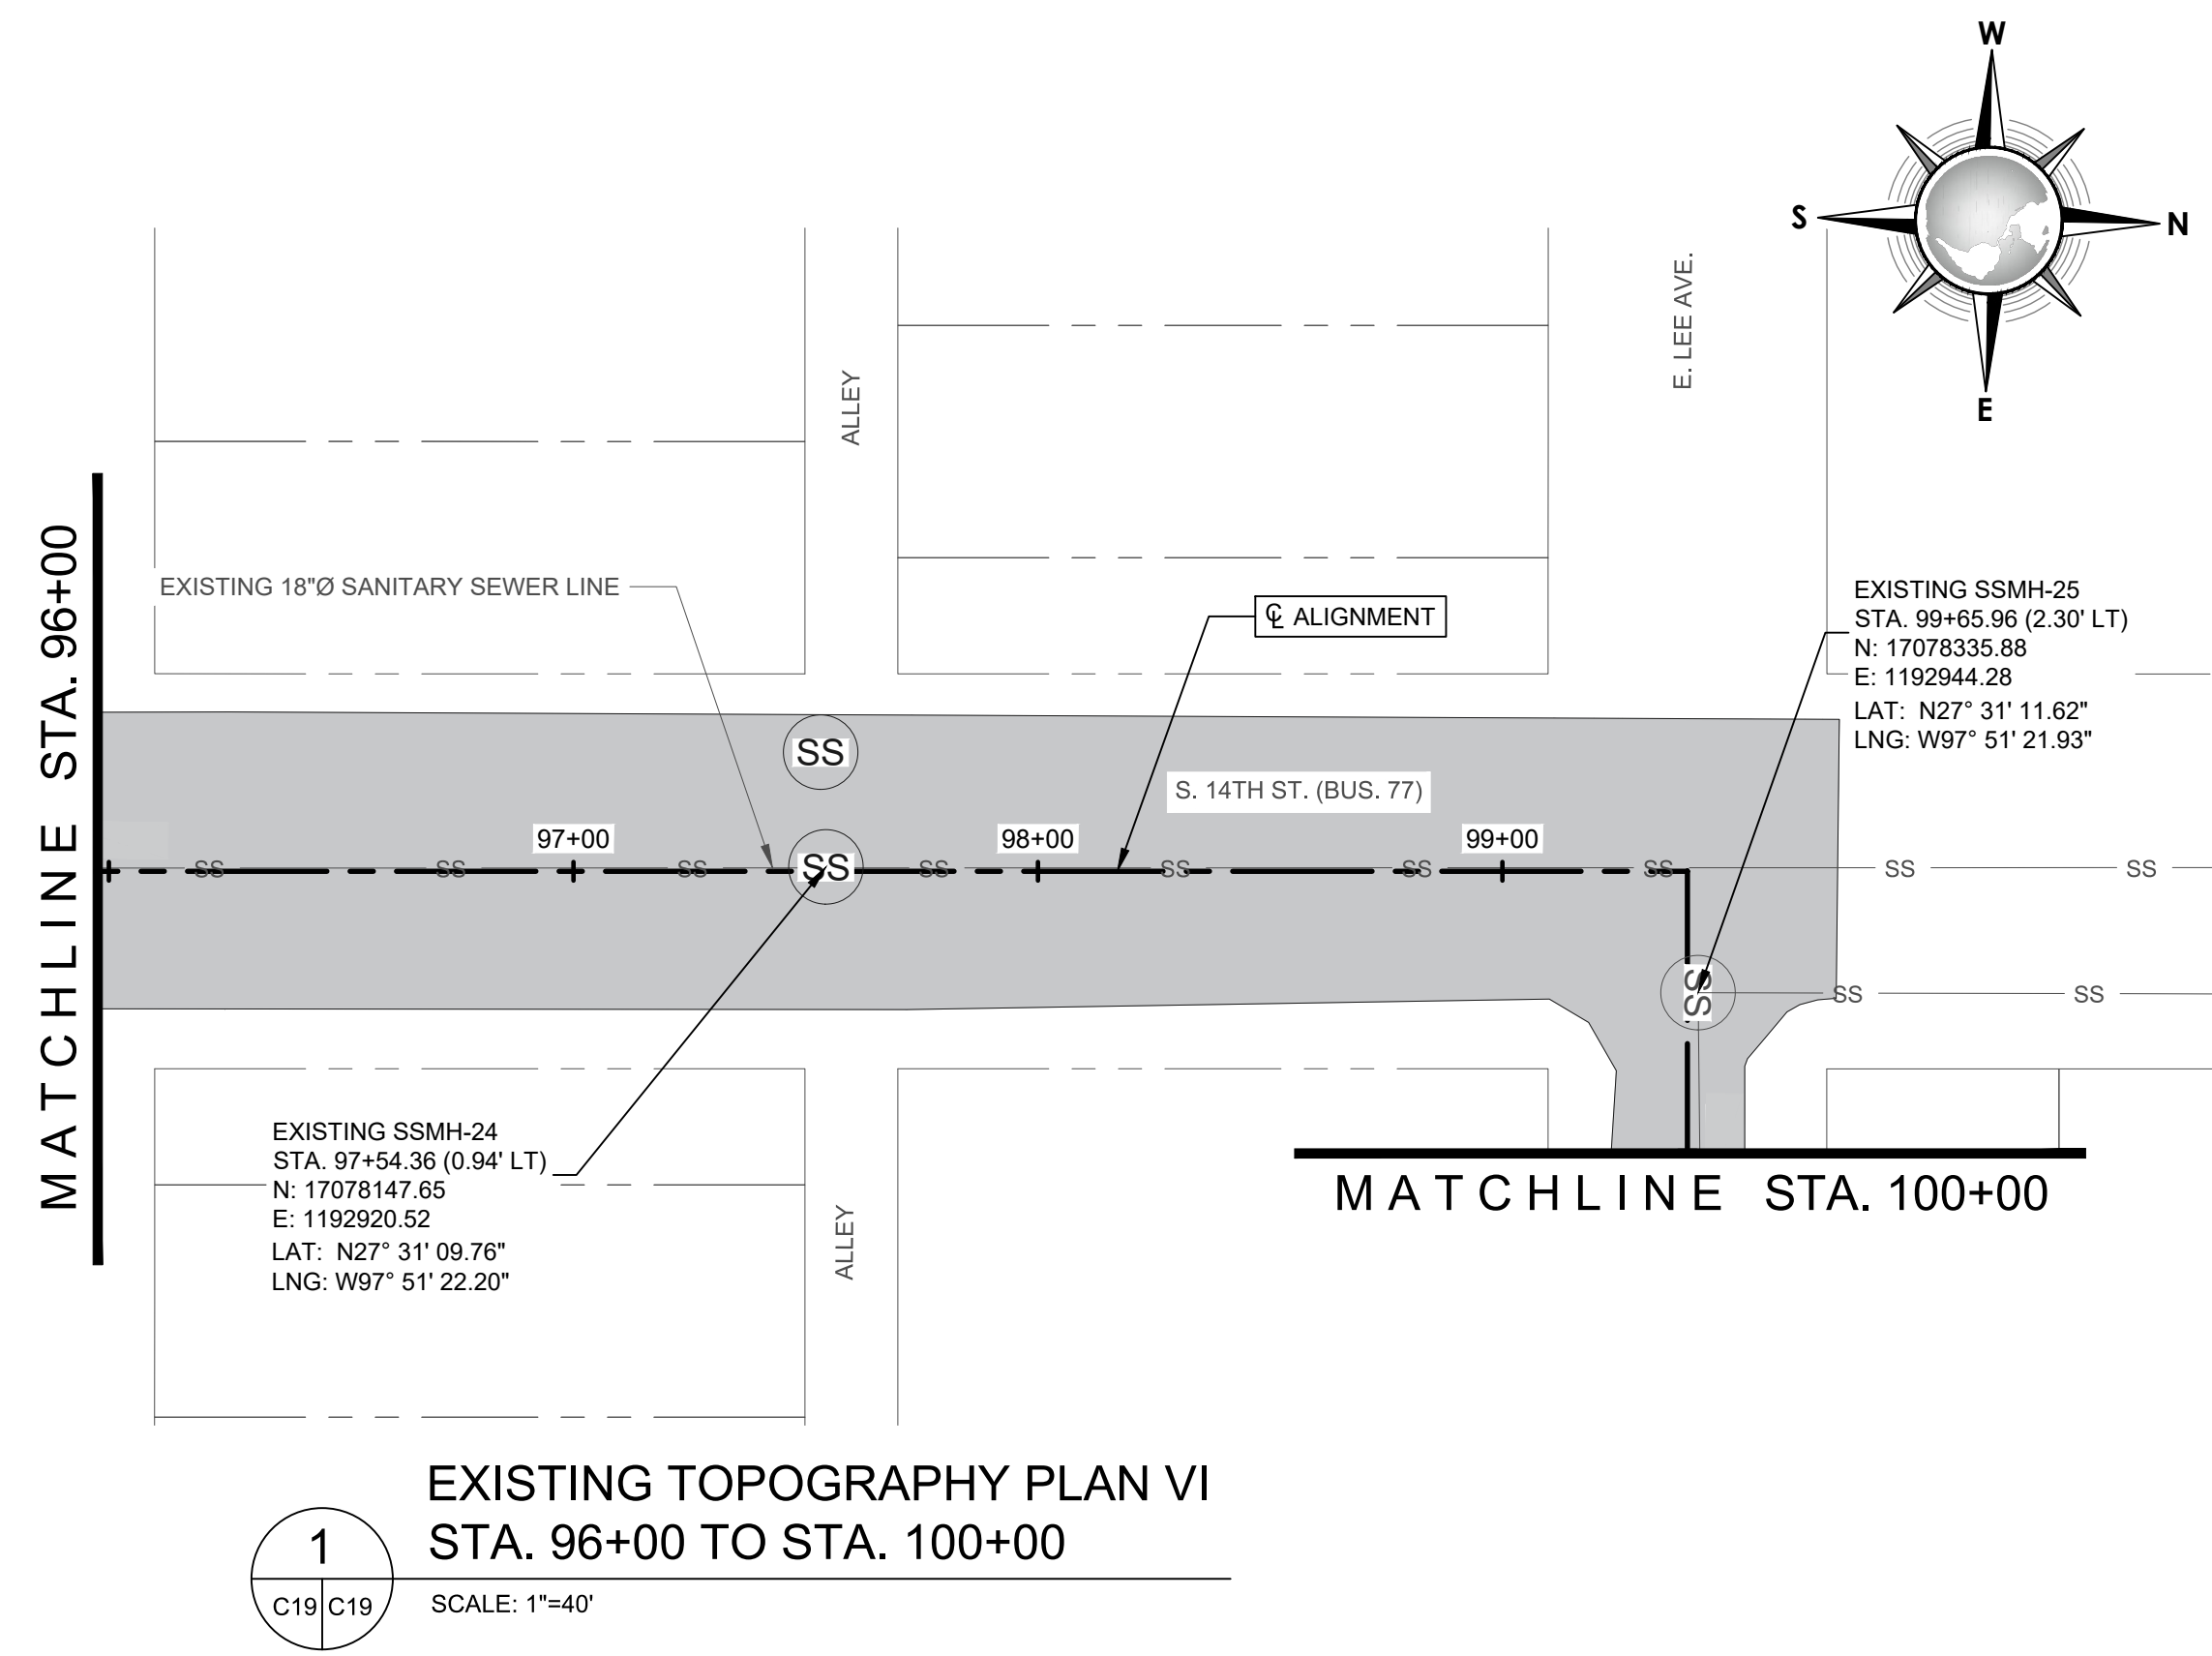 W
S
N
E
E. LEE AVE.
ALLEY
MATCHLINE STA. 96+00
EXISTING 18"Ø SANITARY SEWER LINE
℄ ALIGNMENT
EXISTING SSMH-25
STA. 99+65.96 (2.30' LT)
N: 17078335.88
E: 1192944.28
LAT: N27° 31' 11.62"
LNG: W97° 51' 21.93"
SS
S. 14TH ST. (BUS. 77)
97+00
98+00
99+00
SS SS SS SS SS SS SS SS SS SS
SS SS SS
EXISTING SSMH-24
STA. 97+54.36 (0.94' LT)
N: 17078147.65
E: 1192920.52
LAT: N27° 31' 09.76"
LNG: W97° 51' 22.20"
ALLEY
MATCHLINE STA. 100+00
EXISTING TOPOGRAPHY PLAN VI
STA. 96+00 TO STA. 100+00
1
C19 C19
SCALE: 1"=40'